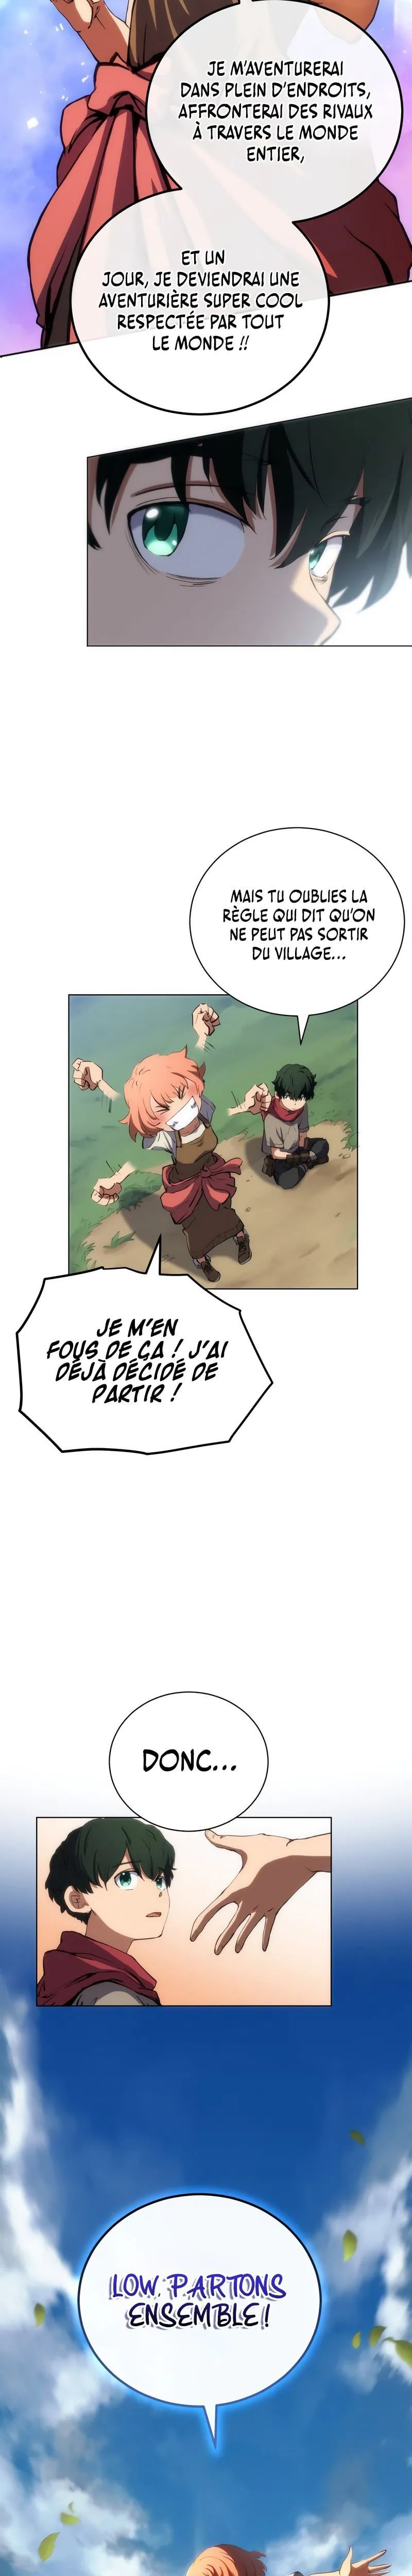 JE M'AVENTURERAI
DANS PLEIN D'ENDROITS,
AFFRONTERAI DES RIVAUX
À TRAVERS LE MONDE
ENTIER,
ET UN
JOUR, JE DEVIENDRAI UNE
AVENTURIÈRE SUPER COOL
RESPECTÉE PAR TOUT
LE MONDE !!
MAIS TU OUBLIES LA
RÈGLE QUI DIT QU'ON
NE PEUT PAS SORTIR
DU VILLAGE...
JE M'EN
FOUS DE ÇA ! J'AI
DÉJÀ DÉCIDÉ DE
PARTIR !
DONC...
LOW, PARTONS
ENSEMBLE !